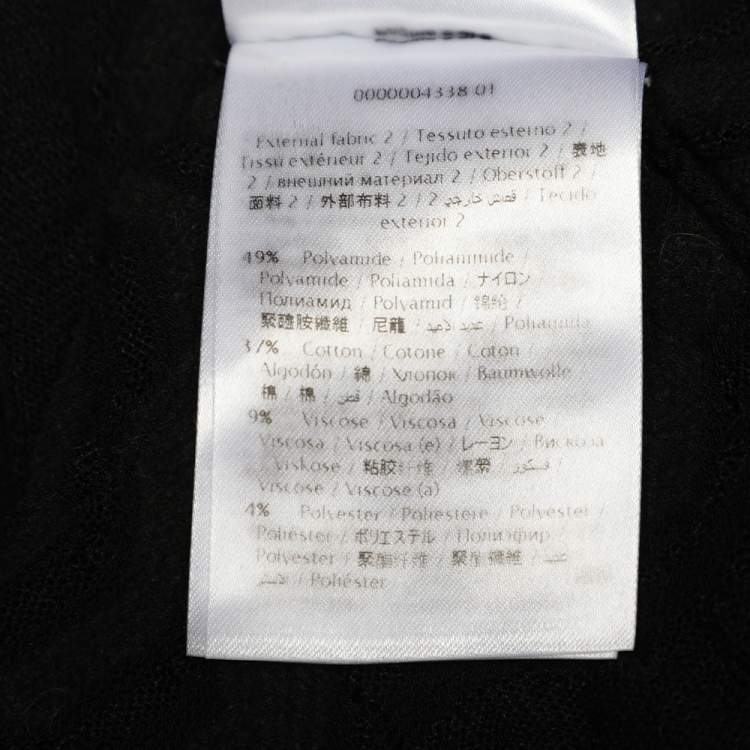 0000004338 01
External fabric 2 / Tessuto esterno 2 /
Tissu extérieur 2 / Tejido exterior 2 / 表地
2 / внешний материал 2 / Oberstoff 2 /
面料 2 / 外部布料 2 / قماش خارجي 2 / Tecido
exterior 2
49% Polyamide / Poliammide /
Polyamide / Poliamida / ナイロン /
Полиамид / Polyamid / 锦纶 /
聚醯胺纖維 / 尼龍 / / Poliamida
37% Cotton / Cotone / Coton /
Algodón / 綿 / Хлопок / Baumwolle /
棉 / 棉 / قطن / Algodão
9% Viscose / Viscosa / Viscose /
Viscosa / Viscosa (e) / レーヨン / Вискоза
/ Viskose / 粘胶纤维 / 嫘縈 / فسكوز /
Viscose / Viscose (a)
4% Polyester / Poliestere / Polyester /
Poliéster / ポリエステル / Полиэфир /
Polyester / 聚酯纤维 / 聚酯纖維 /
/ Poliéster